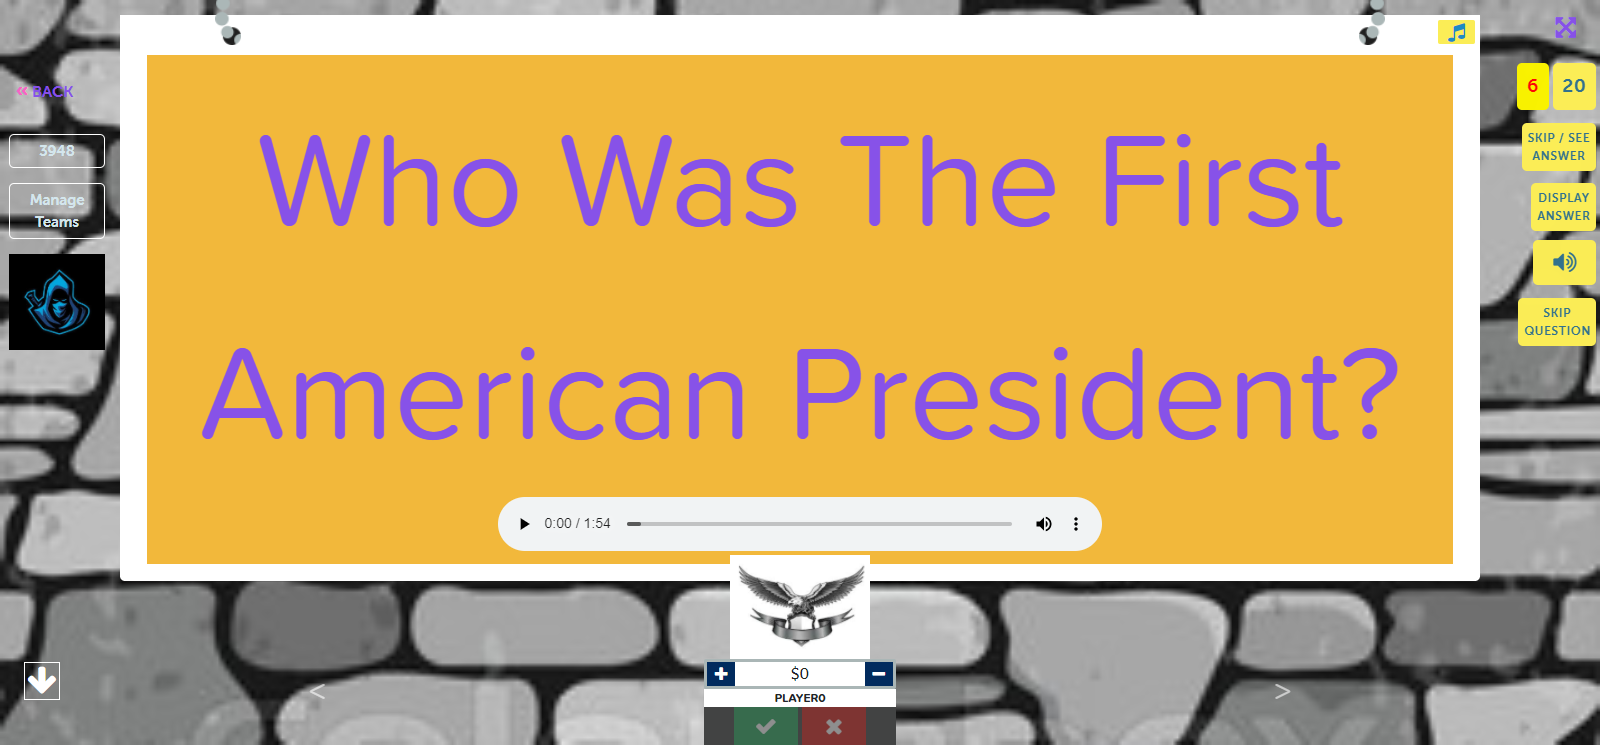 « BACK
3948
Manage
Teams
Who Was The First
American President?
0:00 / 1:54
6 20
SKIP / SEE
ANSWER
DISPLAY
ANSWER
SKIP
QUESTION
$0
PLAYER0
< >